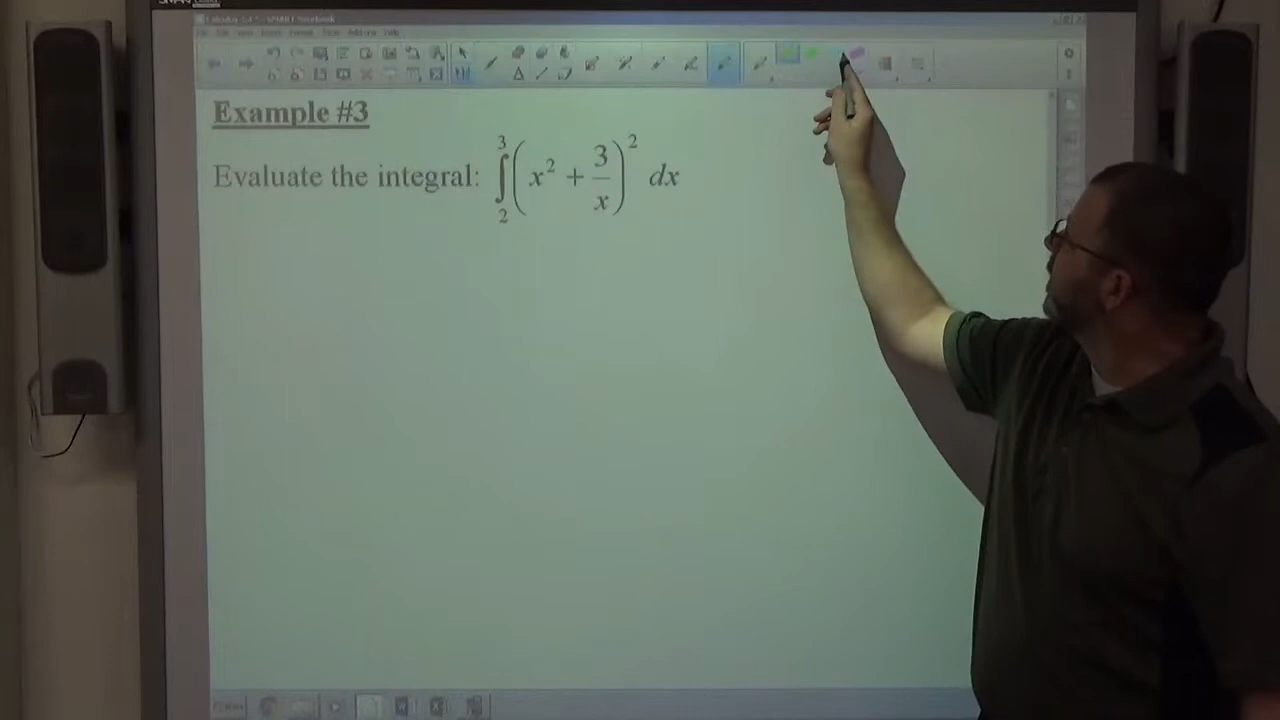 Example #3
Evaluate the integral: ∫₂³ (x² + 3/x)² dx